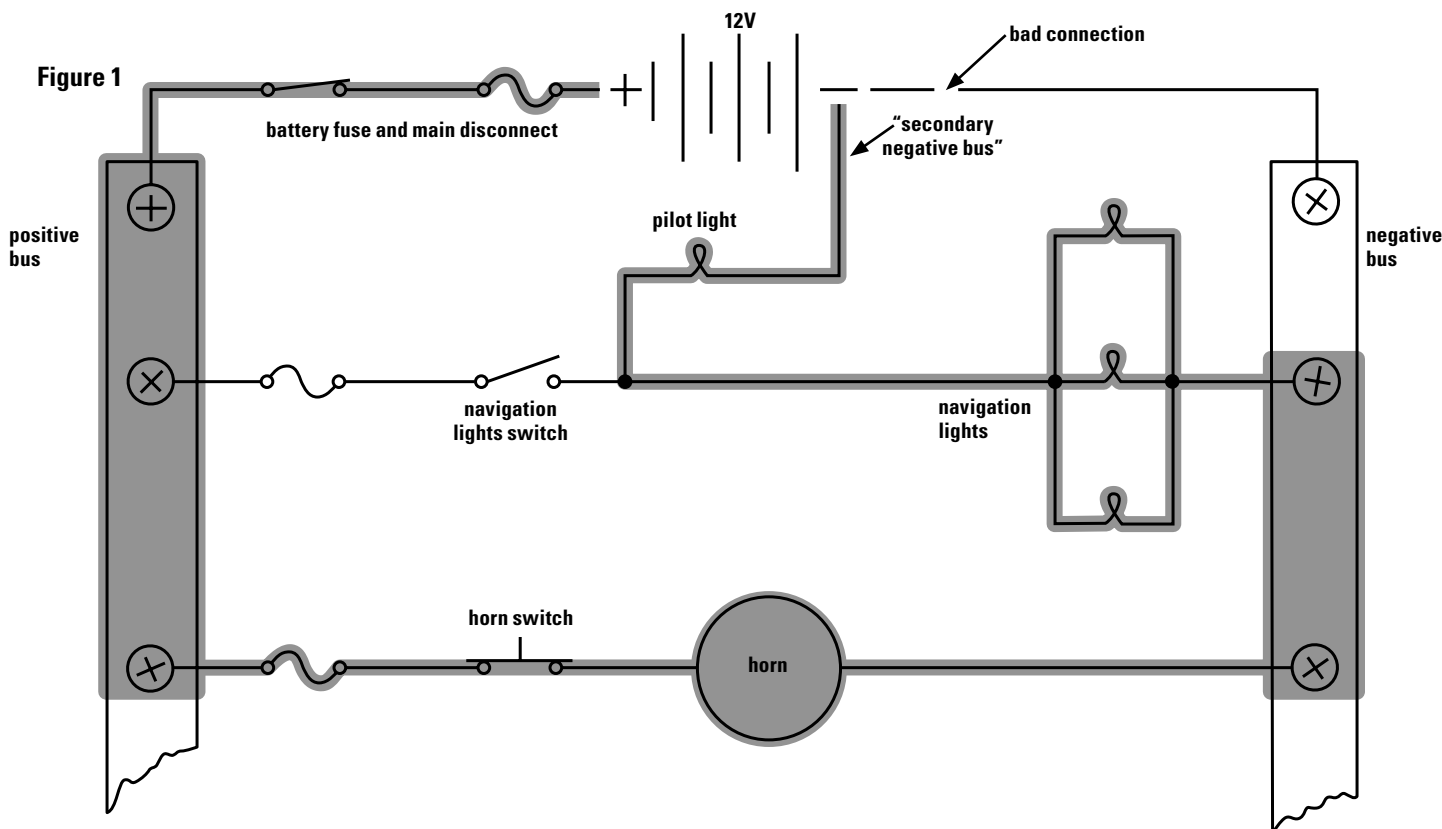 12V
bad connection
Figure 1
battery fuse and main disconnect
"secondary
negative bus"
pilot light
positive
bus
negative
bus
navigation
lights switch
navigation
lights
horn switch
horn